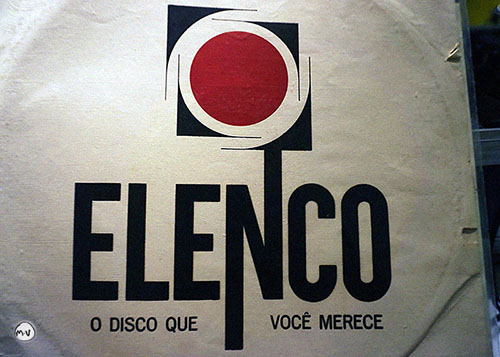 ELENCO
O DISCO QUE VOCÊ MERECE